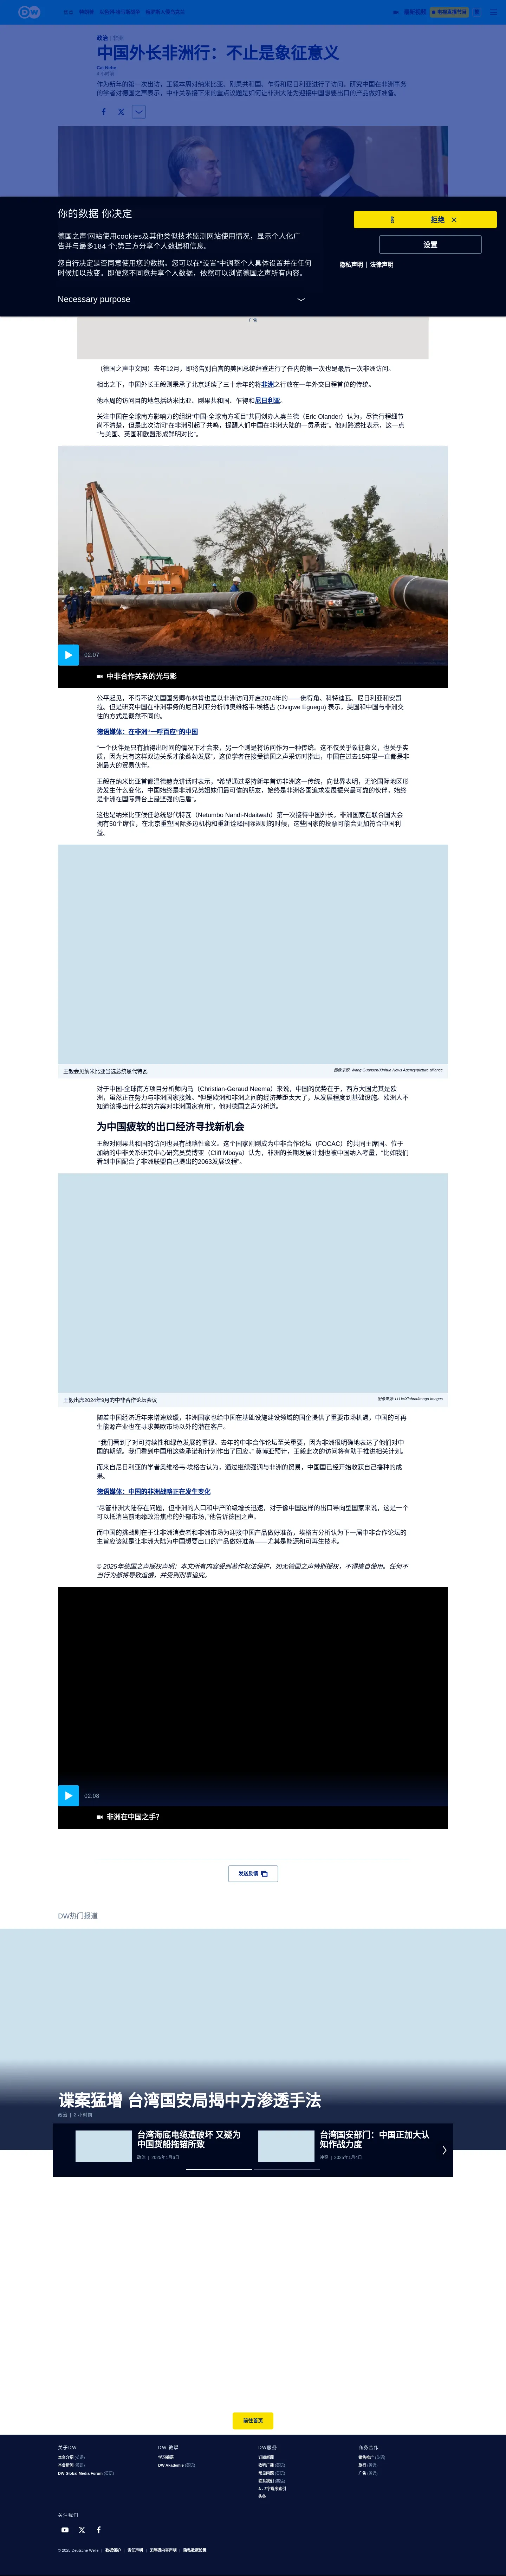 政治 | 非洲
中国外长非洲行：不止是象征意义
Cai Nebe
作为新年的第一次出访，王毅本周对纳米比亚、刚果共和国、乍得和尼日利亚进行了访问。研究中国在非洲事务
的学者对德国之声表示，中非关系接下来的重点议题是如何让非洲大陆为迎接中国想要出口的产品做好准备。
你的数据 你决定
德国之声¹网站使用cookies及其他类似技术监测网站使用情况，显示个人化广
告并与最多184 个;第三方分享个人数据和信息。
您自行决定是否同意使用您的数据。您可以在“设置”中调整个人具体设置并在任何
时候加以改变。即便您不同意共享个人数据，依然可以浏览德国之声所有内容。
Necessary purpose
拒绝
设置
隐私声明 | 法律声明
广告
（德国之声中文网）去年12月，即将告别白宫的美国总统拜登进行了任内的第一次也是最后一次非洲访问。
相比之下，中国外长王毅则秉承了北京延续了三十余年的将非洲之行放在一年外交日程首位的传统。
他本周的访问目的地包括纳米比亚、刚果共和国、乍得和尼日利亚。
关注中国在全球南方影响力的组织“中国-全球南方项目”共同创办人奥兰德（Eric Olander）认为，尽管行程细节
尚不清楚，但是此次访问“在非洲引起了共鸣，提醒人们中国在非洲大陆的一贯承诺”。他对路透社表示，这一点
“与美国、英国和欧盟形成鲜明对比”。
02:07
中非合作关系的光与影
公平起见，不得不说美国国务卿布林肯也是以非洲访问开启2024年的——佛得角、科特迪瓦、尼日利亚和安哥
拉。但是研究中国在非洲事务的尼日利亚分析师奥维格韦·埃格古 (Ovigwe Eguegu) 表示，美国和中国与非洲交
往的方式是截然不同的。
德语媒体：在非洲“一呼百应”的中国
“一个伙伴是只有抽得出时间的情况下才会来，另一个则是将访问作为一种传统。这不仅关乎象征意义，也关乎实
质，因为只有这样双边关系才能蓬勃发展”，这位学者在接受德国之声采访时指出，中国在过去15年里一直都是非
洲最大的贸易伙伴。
王毅在纳米比亚首都温德赫克讲话时表示，“希望通过坚持新年首访非洲这一传统，向世界表明，无论国际地区形
势发生什么变化，中国始终是非洲兄弟姐妹们最可信的朋友，始终是非洲各国追求发展振兴最可靠的伙伴，始终
是非洲在国际舞台上最坚强的后盾”。
这也是纳米比亚候任总统恩代特瓦（Netumbo Nandi-Ndaitwah）第一次接待中国外长。非洲国家在联合国大会
拥有50个席位，在北京重塑国际多边机构和重新诠释国际规则的时候，这些国家的投票可能会更加符合中国利
益。
王毅会见纳米比亚当选总统恩代特瓦
图像来源: Wang Guansen/Xinhua News Agency/picture alliance
对于中国-全球南方项目分析师内马（Christian-Geraud Neema）来说，中国的优势在于，西方大国尤其是欧
洲，虽然正在努力与非洲国家接触，“但是欧洲和非洲之间的经济差距太大了，从发展程度到基础设施。欧洲人不
知道该提出什么样的方案对非洲国家有用”，他对德国之声分析道。
为中国疲软的出口经济寻找新机会
王毅对刚果共和国的访问也具有战略性意义。这个国家刚刚成为中非合作论坛（FOCAC）的共同主席国。位于
加纳的中非关系研究中心研究员莫博亚（Cliff Mboya）认为，非洲的长期发展计划也被中国纳入考量，“比如我们
看到中国配合了非洲联盟自己提出的2063发展议程”。
王毅出席2024年9月的中非合作论坛会议
图像来源: Li He/Xinhua/Imago Images
随着中国经济近年来增速放缓，非洲国家也给中国在基础设施建设领域的国企提供了重要市场机遇，中国的可再
生能源产业也在寻求美欧市场以外的潜在客户。
“我们看到了对可持续性和绿色发展的重视。去年的中非合作论坛至关重要，因为非洲很明确地表达了他们对中
国的期望。我们看到中国用这些承诺和计划作出了回应，” 莫博亚预计，王毅此次的访问将有助于推进相关计划。
而来自尼日利亚的学者奥维格韦·埃格古认为，通过继续强调与非洲的贸易，中国国已经开始收获自己播种的成
果。
德语媒体：中国的非洲战略正在发生变化
“尽管非洲大陆存在问题，但非洲的人口和中产阶级增长迅速，对于像中国这样的出口导向型国家来说，这是一个
可以抵消当前地缘政治焦虑的外部市场，”他告诉德国之声。
而中国的挑战则在于让非洲消费者和非洲市场为迎接中国产品做好准备，埃格古分析认为下一届中非合作论坛的
主旨应该就是让非洲大陆为中国想要出口的产品做好准备——尤其是能源和可再生技术。
© 2025年德国之声版权声明：本文所有内容受到著作权法保护，如无德国之声特别授权，不得擅自使用。任何不
当行为都将导致追偿，并受到刑事追究。
02:08
非洲在中国之手?
发送反馈
DW热门报道
谍案猛增 台湾国安局揭中方渗透手法
政治 | 2 小时前
台湾海底电缆遭破坏 又疑为
中国货船拖锚所致
政治 | 2025年1月6日
台湾国安部门：中国正加大认
知作战力度
评论 | 2025年1月4日
前往首页
关于DW
本台介绍 (英语)
本台新闻 (英语)
DW Global Media Forum (英语)
DW 教學
学习德语
DW Akademie (英语)
DW服务
订阅新闻
收听广播 (英语)
常见问题 (英语)
联系我们 (英语)
A - Z字母序索引
头条
商务合作
销售推广 (英语)
旅行 (英语)
广告 (英语)
关注我们
© 2025 Deutsche Welle | 数据保护 | 责任声明 | 无障碍内容声明 | 隐私数据设置